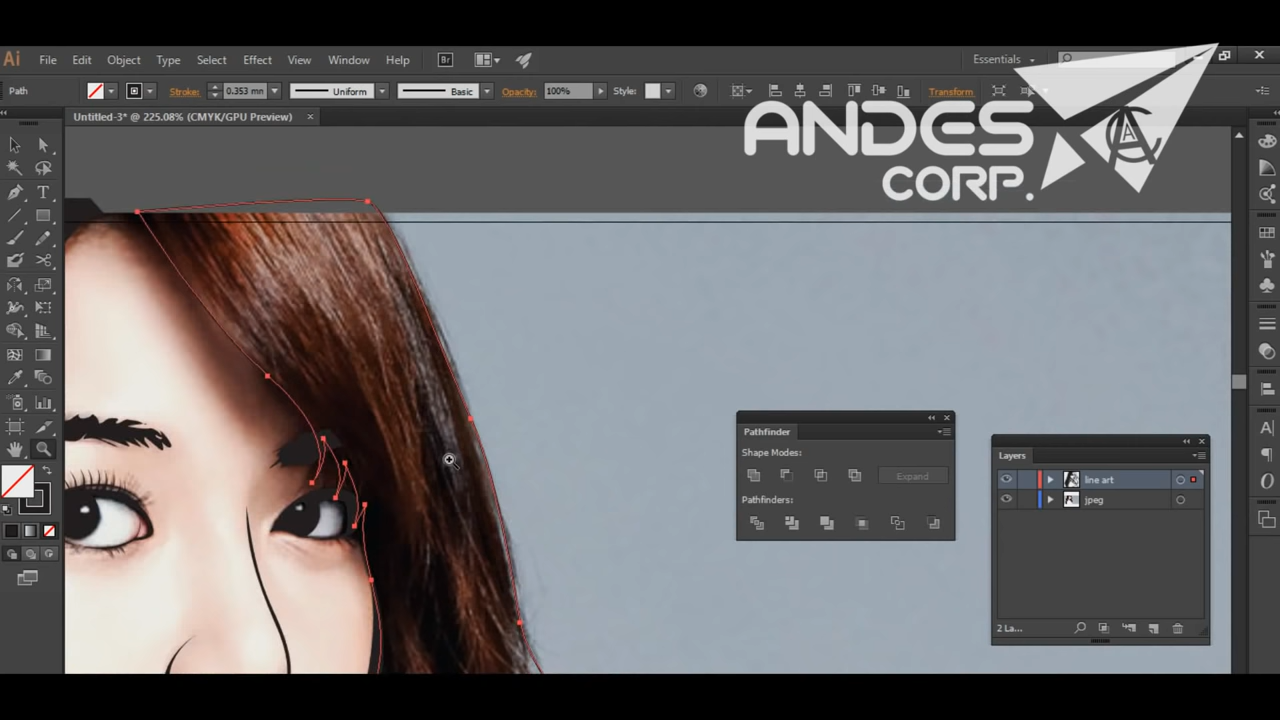 Ai File Edit Object Type Select Effect View Window Help Br Essentials
Path Stroke: 0.353 mn Uniform Basic Opacity: 100% Style: Transform
Untitled-3* @ 225.08% (CMYK/GPU Preview)
ANDES
CORP.
Pathfinder
Shape Modes:
Expand
Pathfinders:
Layers
line art
jpeg
2 La...